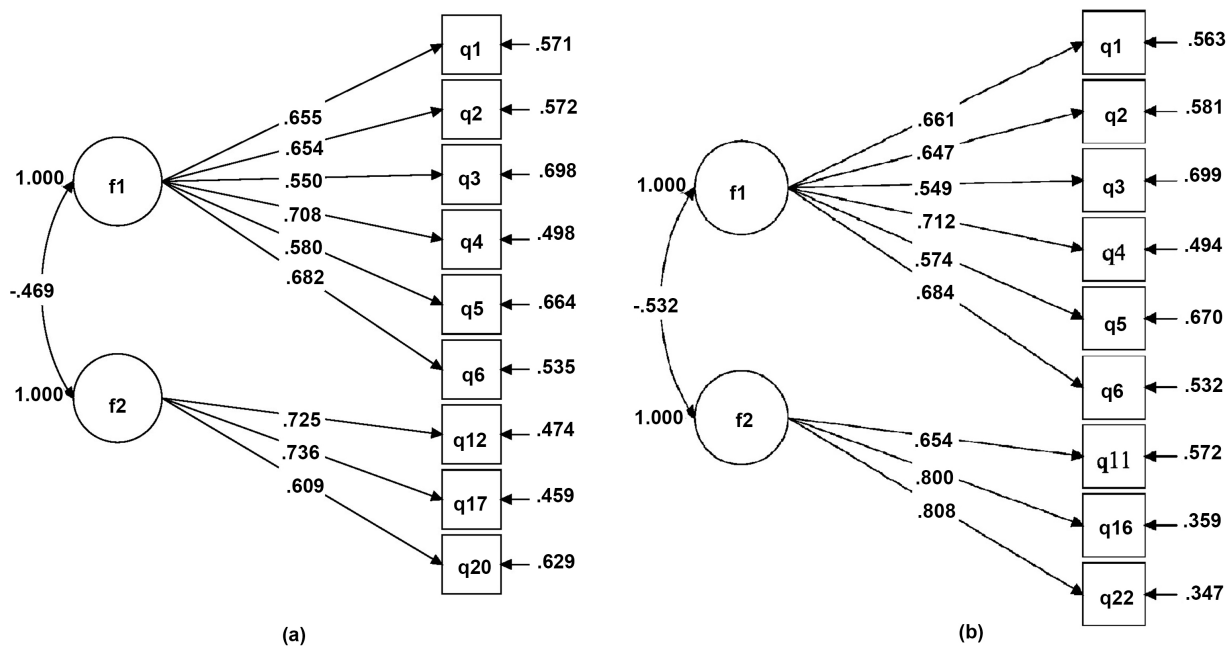 q1
.571
q2
.572
.655
.654
1.000
f1
.550
q3
.698
.708
q4
.498
.580
.682
-.469
q5
.664
q6
.535
1.000
f2
.725
q12
.474
.736
.609
q17
.459
q20
.629
(a)
q1
.563
q2
.581
.661
.647
1.000
f1
.549
q3
.699
.712
q4
.494
.574
.684
-.532
q5
.670
q6
.532
1.000
f2
.654
q11
.572
.800
.808
q16
.359
q22
.347
(b)